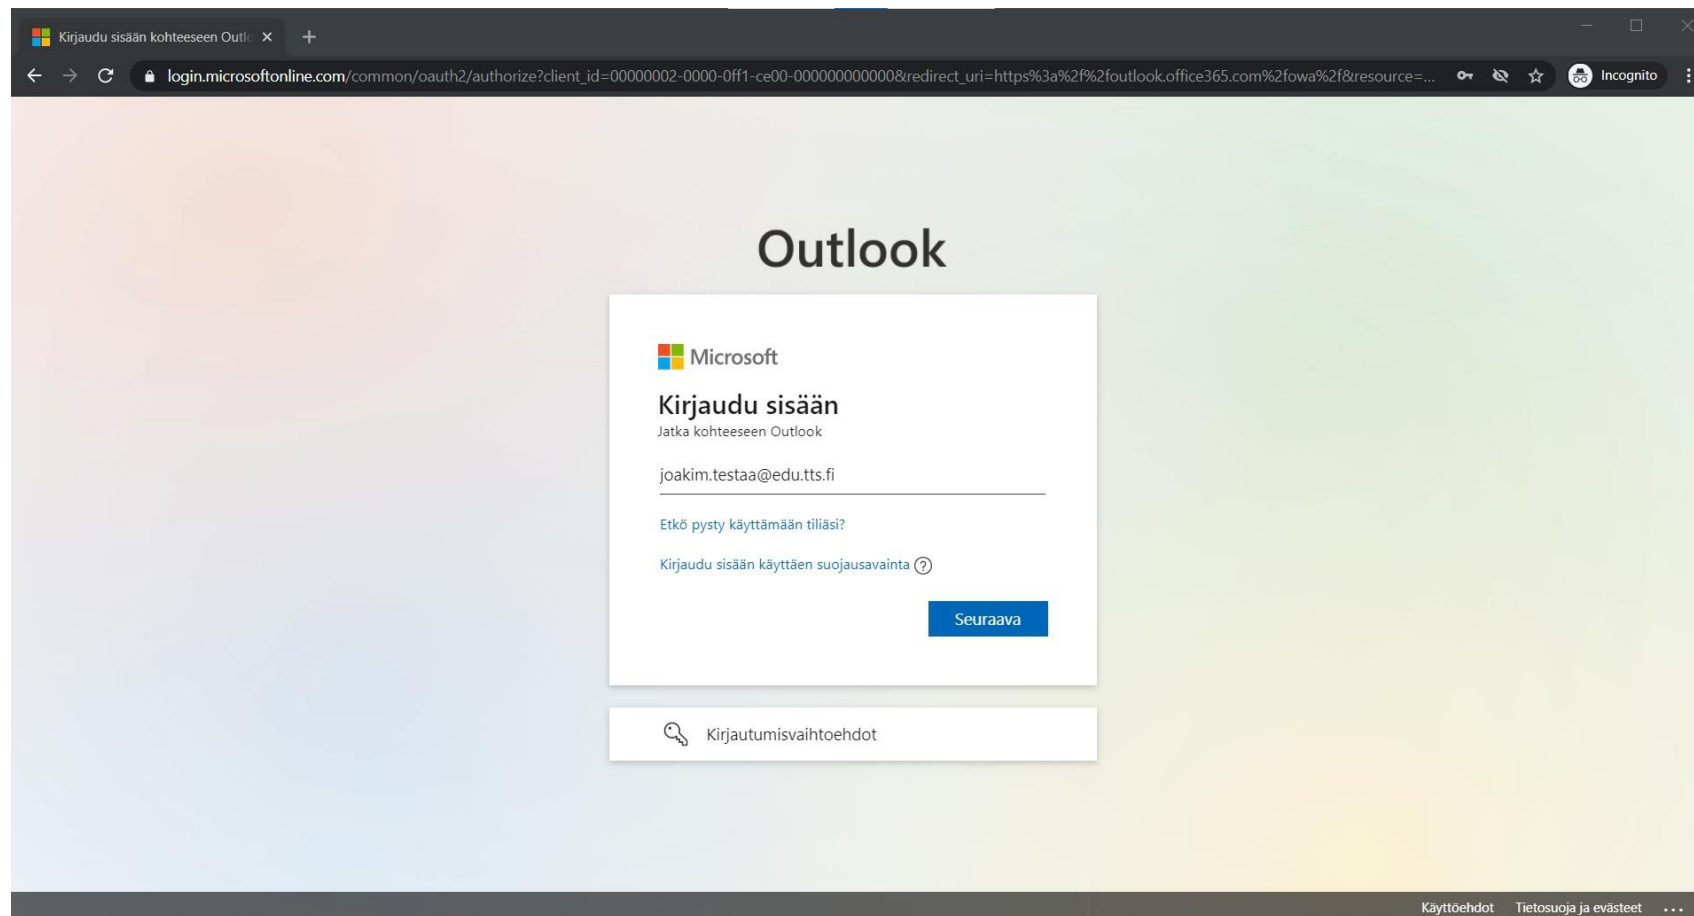 Kirjaudu sisään kohteeseen Outlo
login.microsoftonline.com/common/oauth2/authorize?client_id=00000002-0000-0ff1-ce00-000000000000&redirect_uri=https%3a%2f%2foutlook.office365.com%2fowa%2f&resource=... Incognito
Outlook
Microsoft
Kirjaudu sisään
Jatka kohteeseen Outlook
joakim.testaa@edu.tts.fi
Etkö pysty käyttämään tiliäsi?
Kirjaudu sisään käyttäen suojausavainta ?
Seuraava
Kirjautumisvaihtoehdot
Käyttöehdot Tietosuoja ja evästeet ...